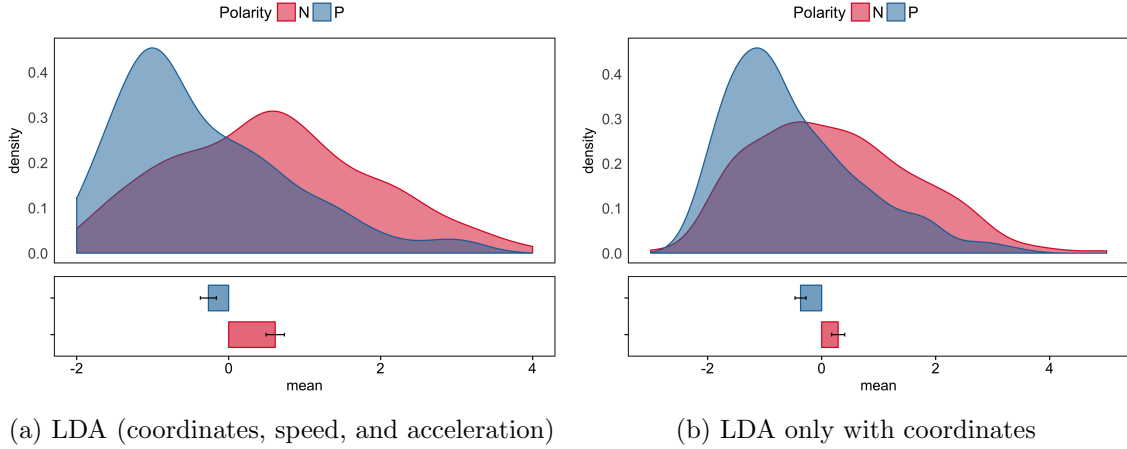 Polarity N P
0.4
0.3
density
0.2
0.1
0.0
-2 0 2 4
mean
(a) LDA (coordinates, speed, and acceleration)
Polarity N P
0.4
0.3
density
0.2
0.1
0.0
-2 0 2 4
mean
(b) LDA only with coordinates